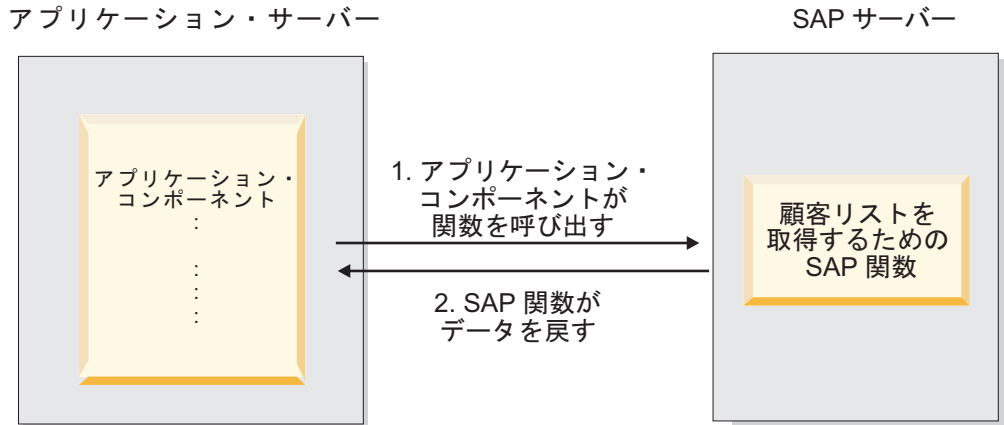 アプリケーション・サーバー
SAP サーバー
アプリケーション・
コンポーネント
:
:
:
:
1. アプリケーション・
コンポーネントが
関数を呼び出す
2. SAP 関数が
データを戻す
顧客リストを
取得するための
SAP 関数